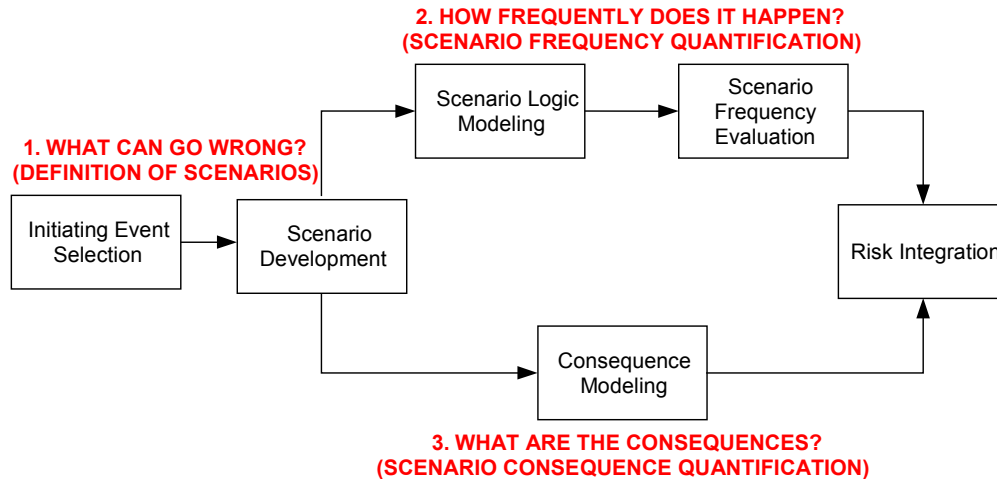 2. HOW FREQUENTLY DOES IT HAPPEN?
(SCENARIO FREQUENCY QUANTIFICATION)
Scenario Logic
Modeling
Scenario
Frequency
Evaluation
1. WHAT CAN GO WRONG?
(DEFINITION OF SCENARIOS)
Initiating Event
Selection
Scenario
Development
Risk Integration
Consequence
Modeling
3. WHAT ARE THE CONSEQUENCES?
(SCENARIO CONSEQUENCE QUANTIFICATION)